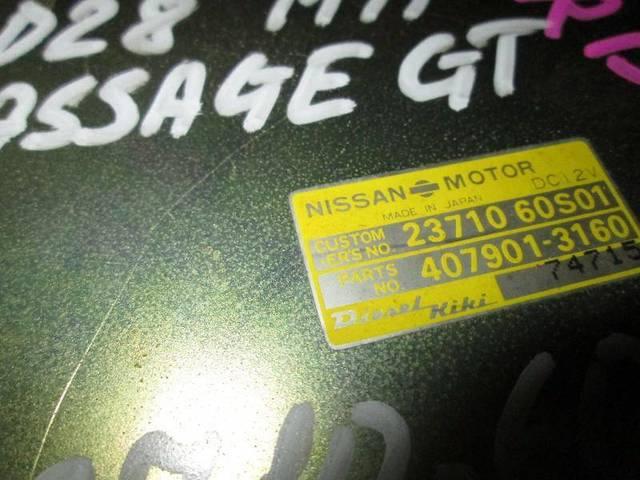 D28 MT
ASSAGE GT
NISSAN MOTOR DC12V
MADE IN JAPAN
CUSTOM
ER'S NO. 23710 60S01
PARTS
NO. 407901-3160
74715
Diesel Kiki